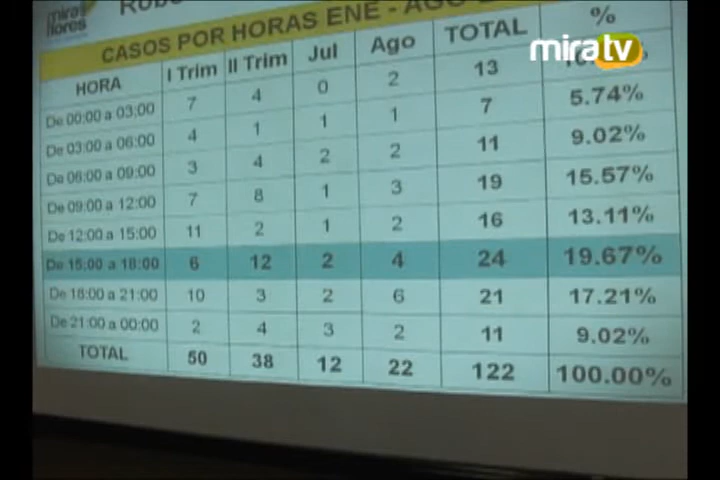 mira
flores
CASOS POR HORAS ENE - AGO
HORA I Trim II Trim Jul Ago TOTAL %
De 00:00 a 03:00 7 4 0 2 13
De 03:00 a 06:00 4 1 1 1 7 5.74%
De 06:00 a 09:00 3 4 2 2 11 9.02%
De 09:00 a 12:00 7 8 1 3 19 15.57%
De 12:00 a 15:00 11 2 1 2 16 13.11%
De 15:00 a 18:00 6 12 2 4 24 19.67%
De 18:00 a 21:00 10 3 2 6 21 17.21%
De 21:00 a 00:00 2 4 3 2 11 9.02%
TOTAL 50 38 12 22 122 100.00%
miratv